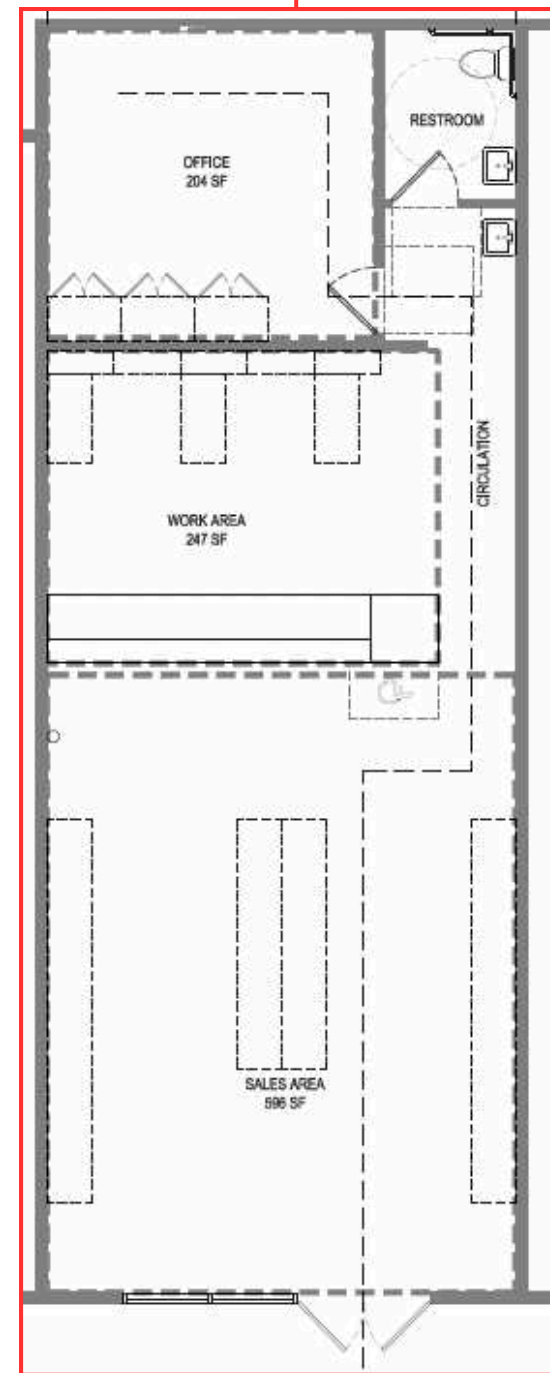 RESTROOM
OFFICE
204 SF
CIRCULATION
WORK AREA
247 SF
SALES AREA
596 SF